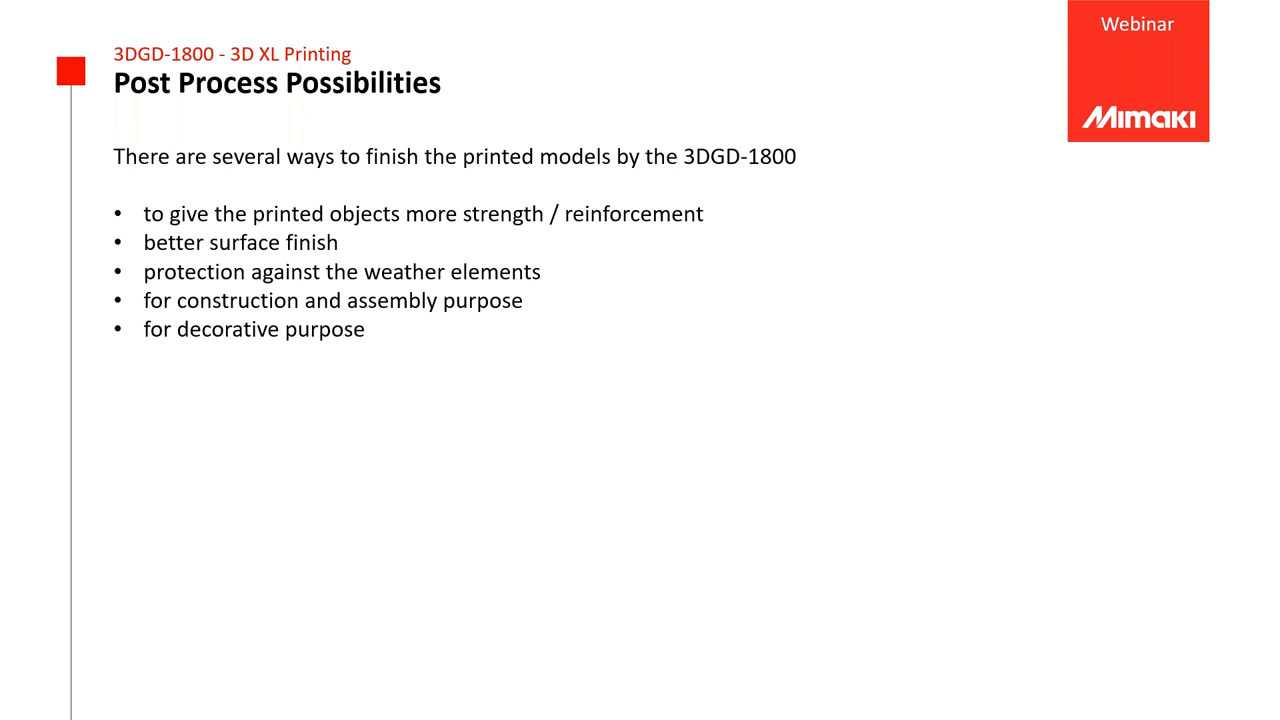 Webinar
3DGD-1800 - 3D XL Printing
Post Process Possibilities
Mimaki
There are several ways to finish the printed models by the 3DGD-1800
• to give the printed objects more strength / reinforcement
• better surface finish
• protection against the weather elements
• for construction and assembly purpose
• for decorative purpose